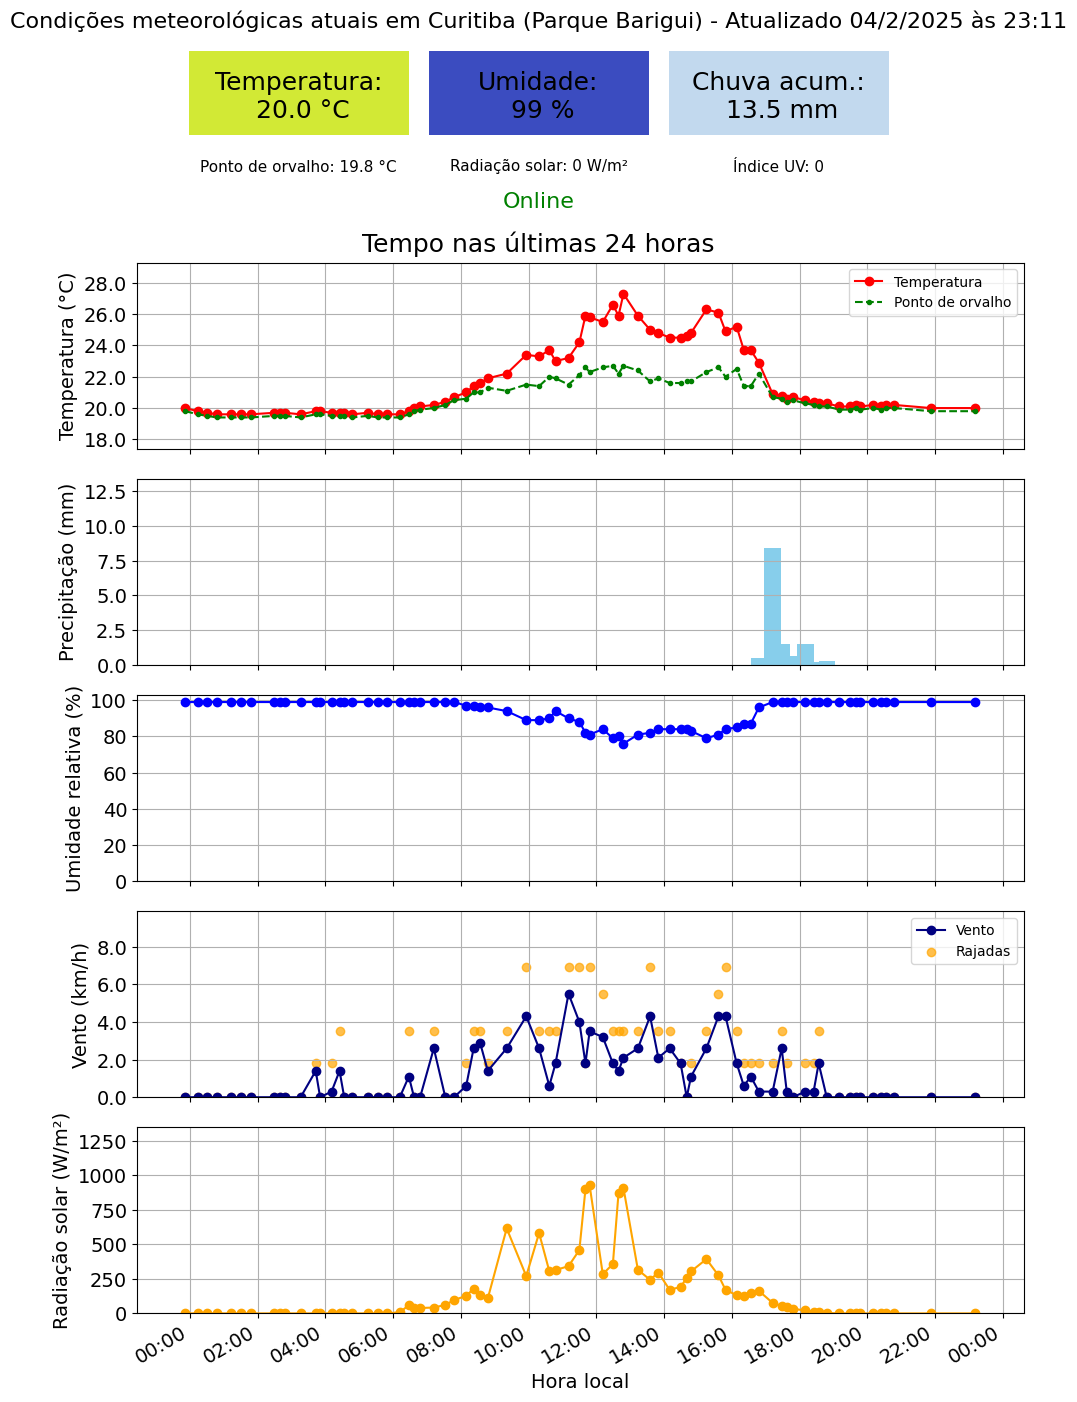 Condições meteorológicas atuais em Curitiba (Parque Barigui) - Atualizado 04/2/2025 às 23:11
Temperatura:
20.0 °C
Umidade:
99 %
Chuva acum.:
13.5 mm
Ponto de orvalho: 19.8 °C
Radiação solar: 0 W/m²
Índice UV: 0
Online
Tempo nas últimas 24 horas
Temperatura (°C)
28.0
26.0
24.0
22.0
20.0
18.0
Temperatura
Ponto de orvalho
Precipitação (mm)
12.5
10.0
7.5
5.0
2.5
0.0
Umidade relativa (%)
100
80
60
40
20
0
Vento (km/h)
8.0
6.0
4.0
2.0
0.0
Vento
Rajadas
Radiação solar (W/m²)
1250
1000
750
500
250
0
00:00
02:00
04:00
06:00
08:00
10:00
12:00
14:00
16:00
18:00
20:00
22:00
00:00
Hora local